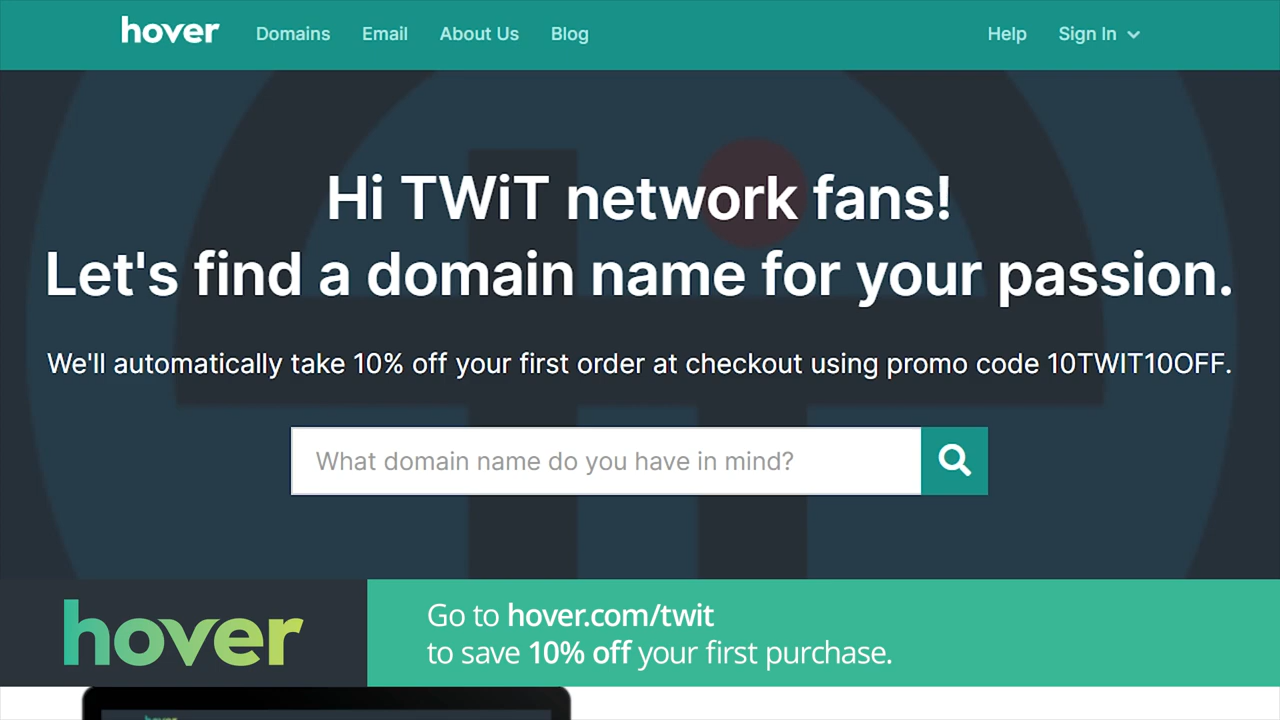 hover Domains Email About Us Blog Help Sign In
Hi TWiT network fans!
Let's find a domain name for your passion.
We'll automatically take 10% off your first order at checkout using promo code 10TWIT10OFF.
What domain name do you have in mind?
hover
Go to hover.com/twit
to save 10% off your first purchase.